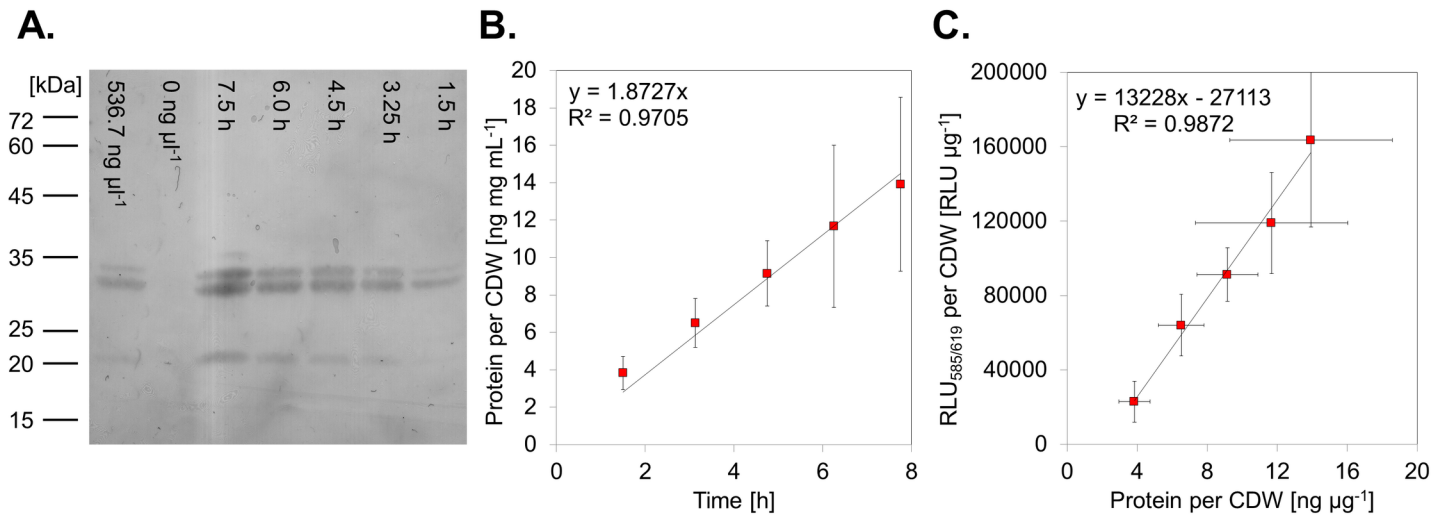 A.
[kDa]
72
60
45
35
25
20
15
536.7 ng µl⁻¹
0 ng µl⁻¹
7.5 h
6.0 h
4.5 h
3.25 h
1.5 h
B.
y = 1.8727x
R² = 0.9705
Protein per CDW [ng mg mL⁻¹]
20
18
16
14
12
10
8
6
4
2
0
0 2 4 6 8
Time [h]
C.
y = 13228x - 27113
R² = 0.9872
RLU₅₈₅/₆₁₉ per CDW [RLU µg⁻¹]
200000
160000
120000
80000
40000
0
0 4 8 12 16 20
Protein per CDW [ng µg⁻¹]